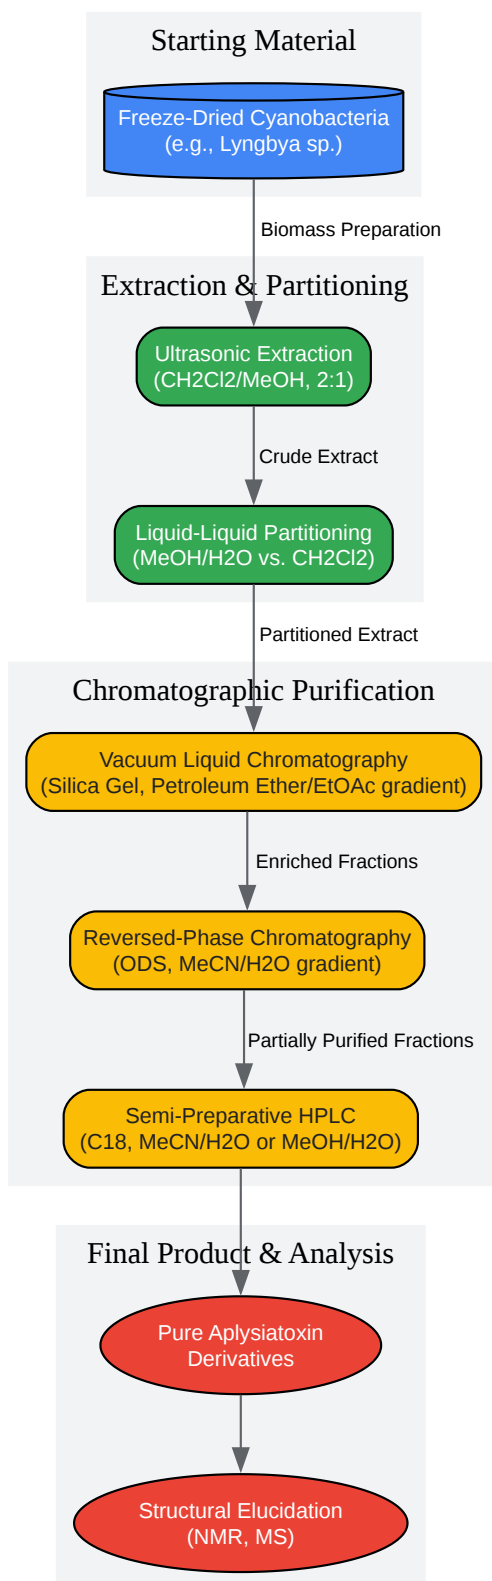 Starting Material
Freeze-Dried Cyanobacteria
(e.g., Lyngbya sp.)
Biomass Preparation
Extraction & Partitioning
Ultrasonic Extraction
(CH2Cl2/MeOH, 2:1)
Crude Extract
Liquid-Liquid Partitioning
(MeOH/H2O vs. CH2Cl2)
Partitioned Extract
Chromatographic Purification
Vacuum Liquid Chromatography
(Silica Gel, Petroleum Ether/EtOAc gradient)
Enriched Fractions
Reversed-Phase Chromatography
(ODS, MeCN/H2O gradient)
Partially Purified Fractions
Semi-Preparative HPLC
(C18, MeCN/H2O or MeOH/H2O)
Final Product & Analysis
Pure Aplysiatoxin
Derivatives
Structural Elucidation
(NMR, MS)